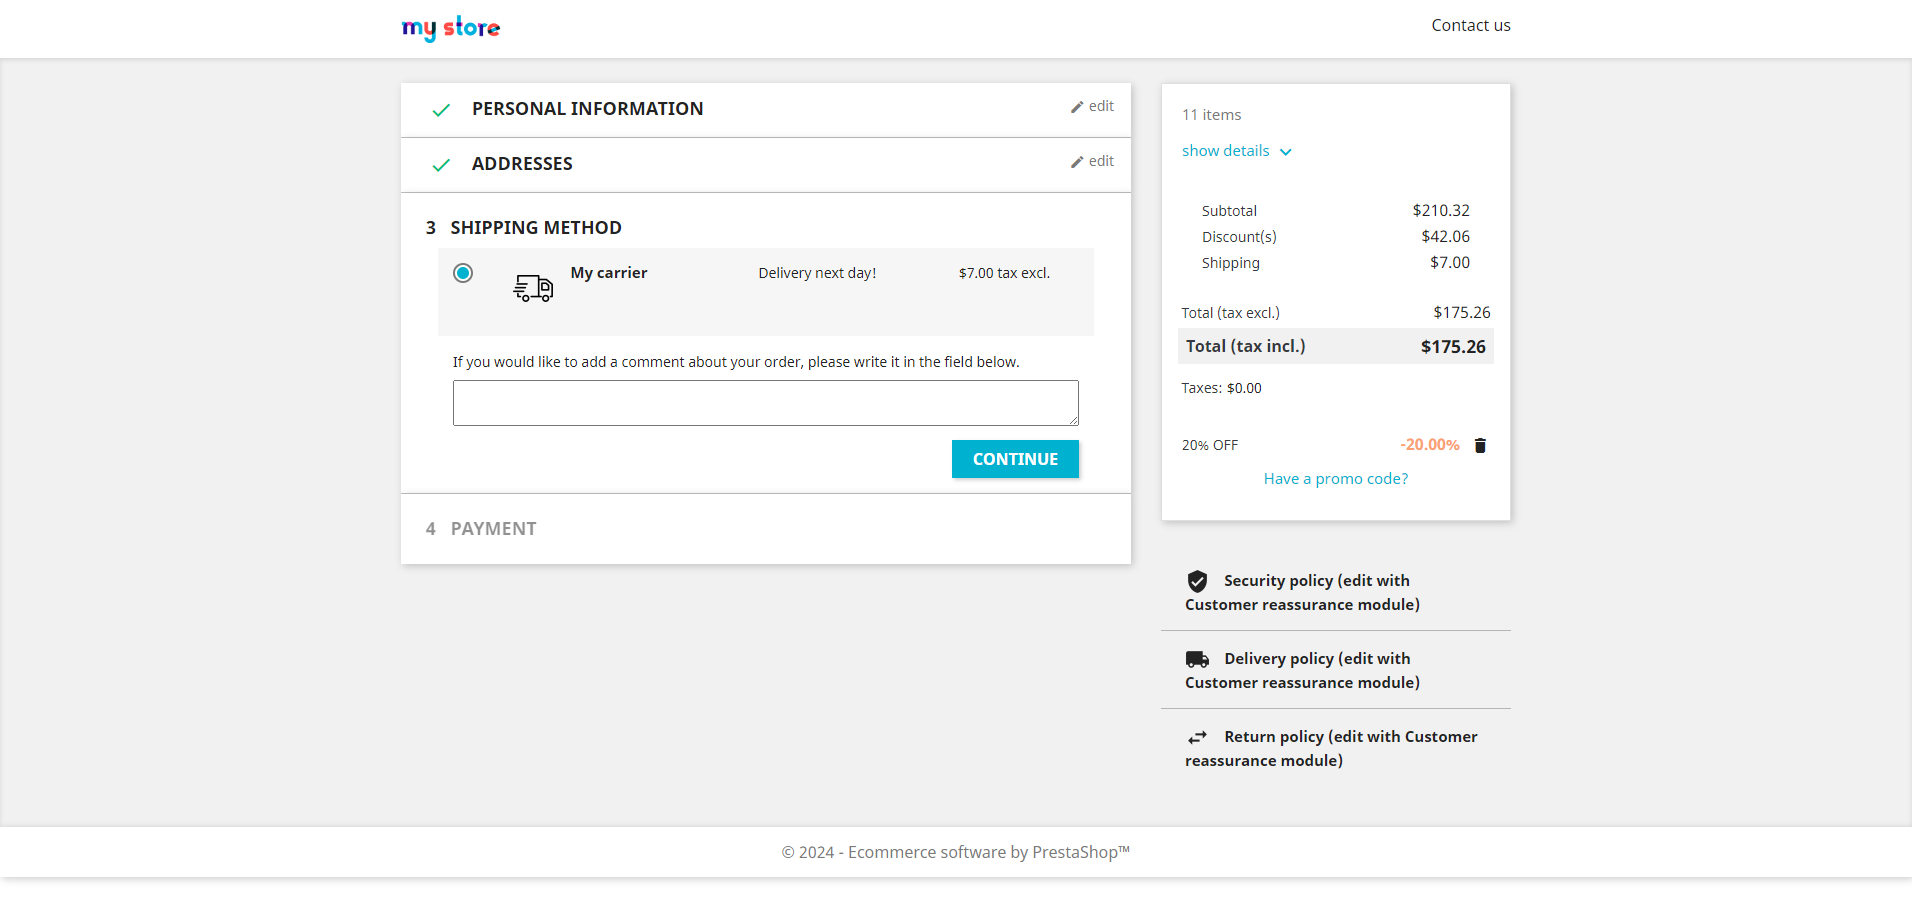 my store
Contact us
PERSONAL INFORMATION
edit
ADDRESSES
edit
3 SHIPPING METHOD
My carrier
Delivery next day!
$7.00 tax excl.
If you would like to add a comment about your order, please write it in the field below.
CONTINUE
4 PAYMENT
11 items
show details
Subtotal $210.32
Discount(s) $42.06
Shipping $7.00
Total (tax excl.) $175.26
Total (tax incl.) $175.26
Taxes: $0.00
20% OFF -20.00%
Have a promo code?
Security policy (edit with
Customer reassurance module)
Delivery policy (edit with
Customer reassurance module)
Return policy (edit with Customer
reassurance module)
© 2024 - Ecommerce software by PrestaShop™